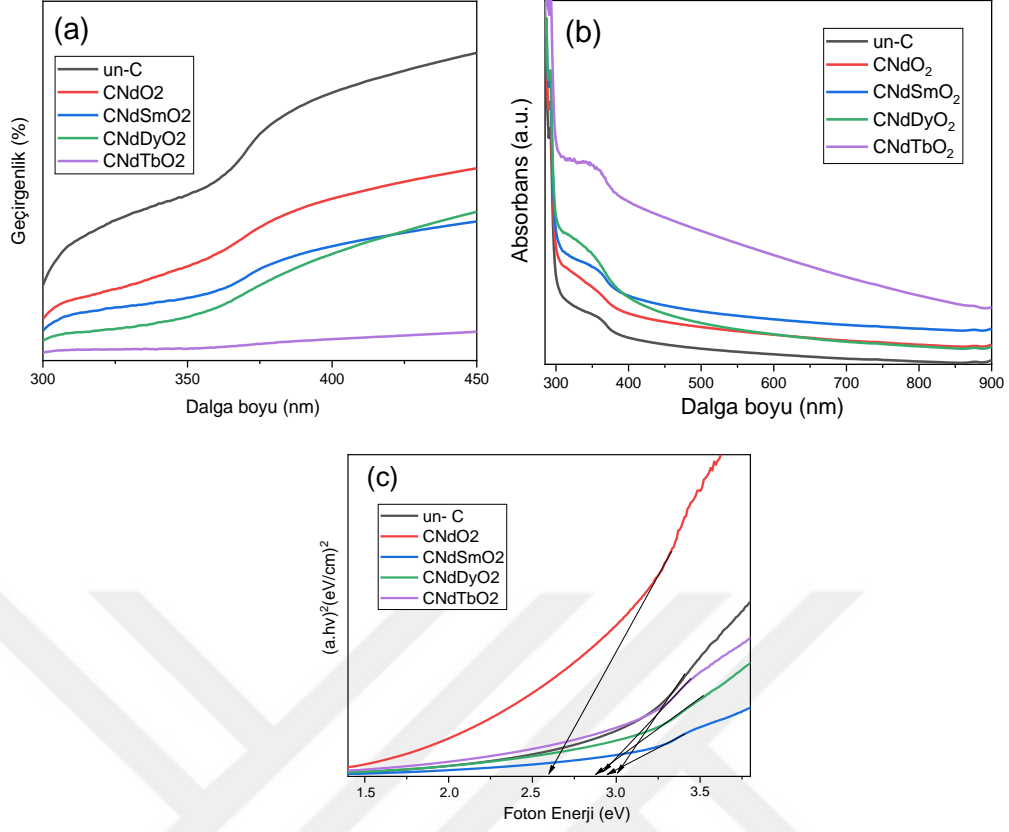 (a)
un-C
CNdO2
CNdSmO2
CNdDyO2
CNdTbO2
Geçirgenlik (%)
300 350 400 450
Dalga boyu (nm)
(b)
un-C
CNdO₂
CNdSmO₂
CNdDyO₂
CNdTbO₂
Absorbans (a.u.)
300 400 500 600 700 800 900
Dalga boyu (nm)
(c)
un- C
CNdO2
CNdSmO2
CNdDyO2
CNdTbO2
(a.hv)²(eV/cm)²
1.5 2.0 2.5 3.0 3.5
Foton Enerji (eV)